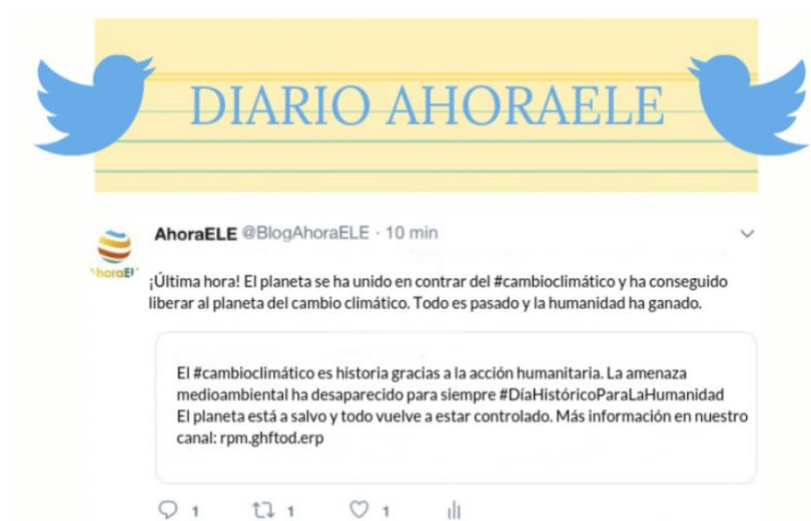 DIARIO AHORAELE
AhoraELE @BlogAhoraELE · 10 min
AhoraEL
¡Última hora! El planeta se ha unido en contrar del #cambioclimático y ha conseguido
liberar al planeta del cambio climático. Todo es pasado y la humanidad ha ganado.
El #cambioclimático es historia gracias a la acción humanitaria. La amenaza
medioambiental ha desaparecido para siempre #DíaHistóricoParaLaHumanidad
El planeta está a salvo y todo vuelve a estar controlado. Más información en nuestro
canal: rpm.ghftod.erp
1 1 1